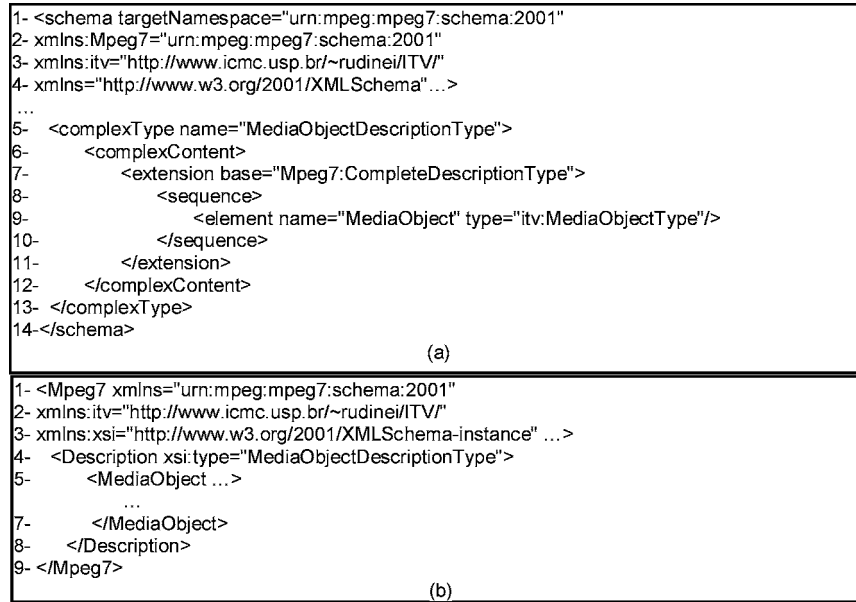 1- <schema targetNamespace="urn:mpeg:mpeg7:schema:2001"
2- xmlns:Mpeg7="urn:mpeg:mpeg7:schema:2001"
3- xmlns:itv="http://www.icmc.usp.br/~rudinei/ITV/"
4- xmlns="http://www.w3.org/2001/XMLSchema"…>
…
5- <complexType name="MediaObjectDescriptionType">
6- <complexContent>
7- <extension base="Mpeg7:CompleteDescriptionType">
8- <sequence>
9- <element name="MediaObject" type="itv:MediaObjectType"/>
10- </sequence>
11- </extension>
12- </complexContent>
13- </complexType>
14-</schema>
(a)
1- <Mpeg7 xmlns="urn:mpeg:mpeg7:schema:2001"
2- xmlns:itv="http://www.icmc.usp.br/~rudinei/ITV/"
3- xmlns:xsi="http://www.w3.org/2001/XMLSchema-instance" …>
4- <Description xsi:type="MediaObjectDescriptionType">
5- <MediaObject …>
…
7- </MediaObject>
8- </Description>
9- </Mpeg7>
(b)